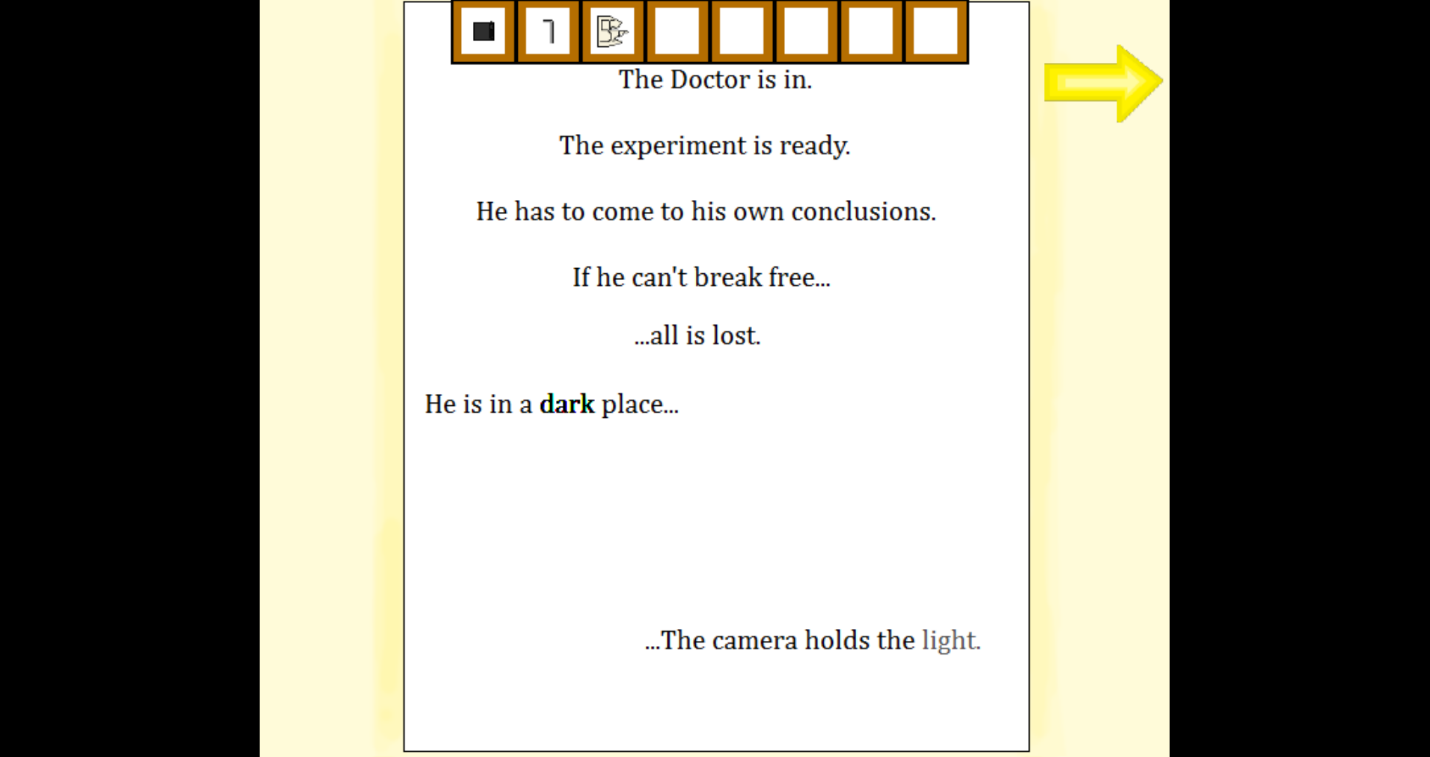 The Doctor is in.
The experiment is ready.
He has to come to his own conclusions.
If he can't break free...
...all is lost.
He is in a dark place...
...The camera holds the light.